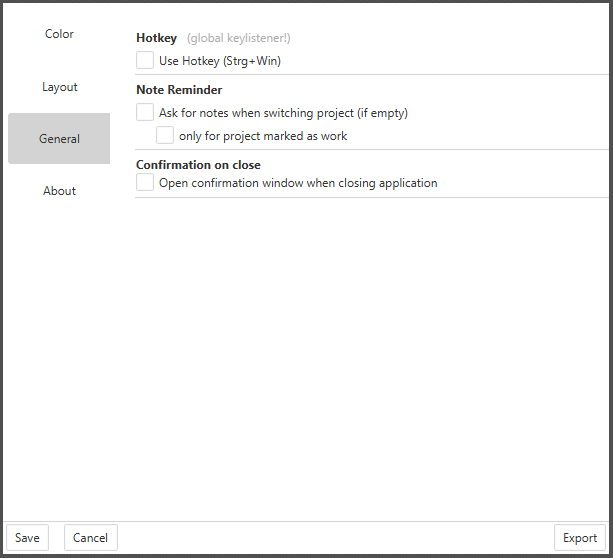 Color
Layout
General
About
Hotkey (global keylistener!)
Use Hotkey (Strg+Win)
Note Reminder
Ask for notes when switching project (if empty)
only for project marked as work
Confirmation on close
Open confirmation window when closing application
Save Cancel Export